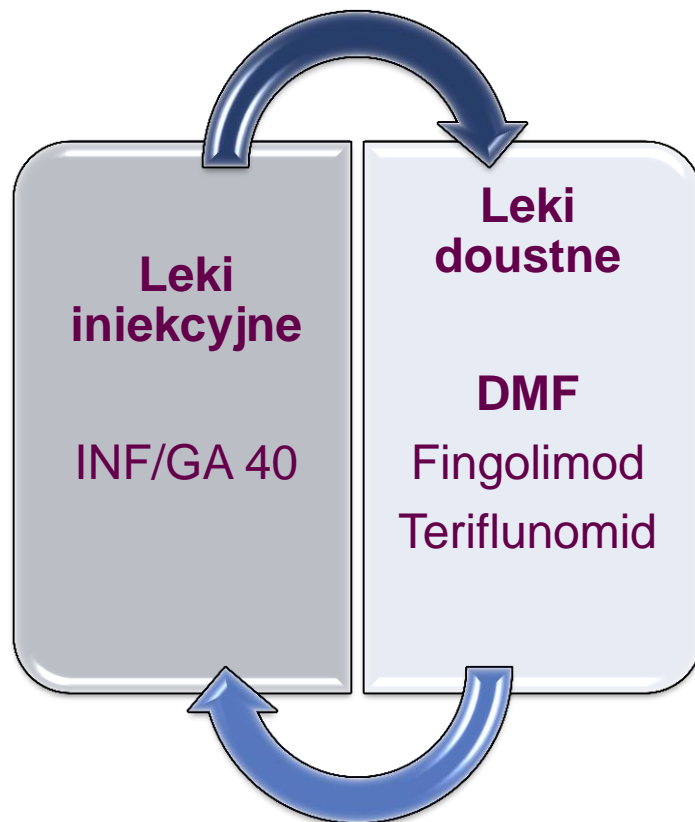 Leki
iniekcyjne
INF/GA 40
Leki
doustne
DMF
Fingolimod
Teriflunomid